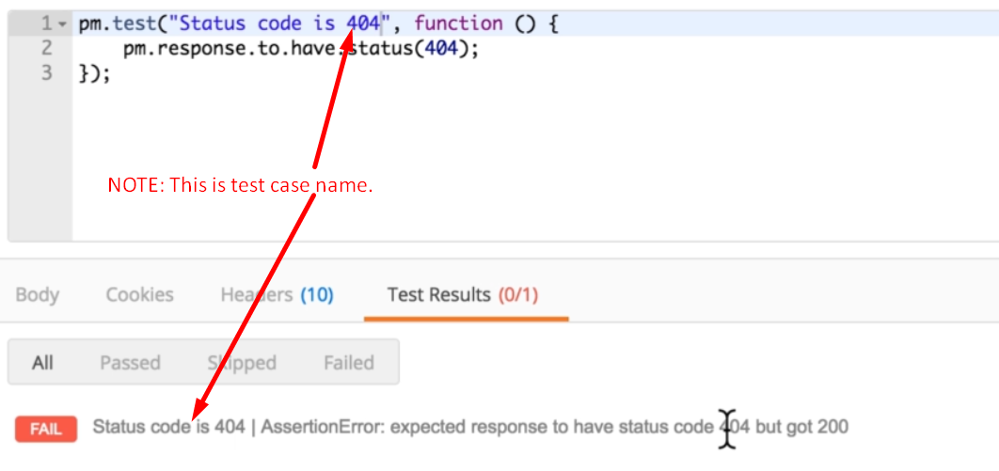 1 pm.test("Status code is 404", function () {
2 pm.response.to.have.status(404);
3 });
NOTE: This is test case name.
Body Cookies Headers (10) Test Results (0/1)
All Passed Skipped Failed
FAIL Status code is 404 | AssertionError: expected response to have status code 404 but got 200